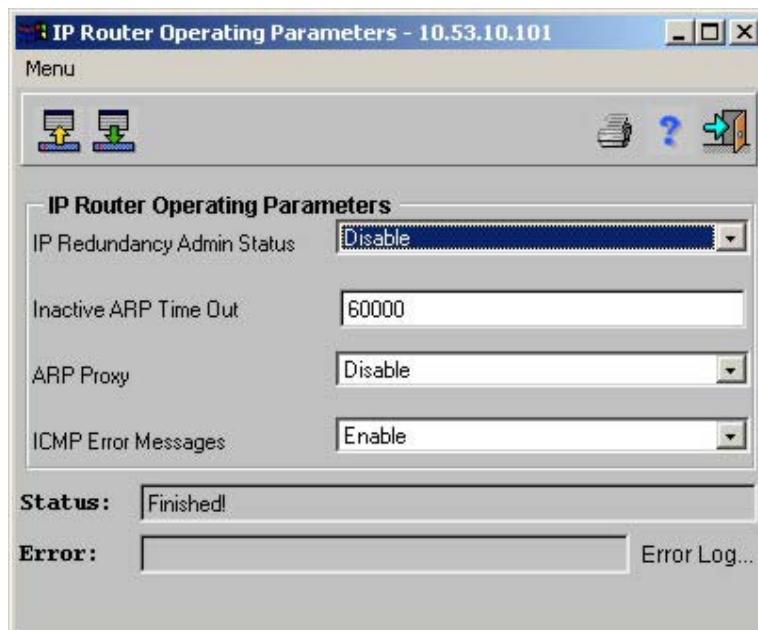 IP Router Operating Parameters - 10.53.10.101
Menu
?
IP Router Operating Parameters
IP Redundancy Admin Status Disable
Inactive ARP Time Out 60000
ARP Proxy Disable
ICMP Error Messages Enable
Status: Finished!
Error: Error Log...